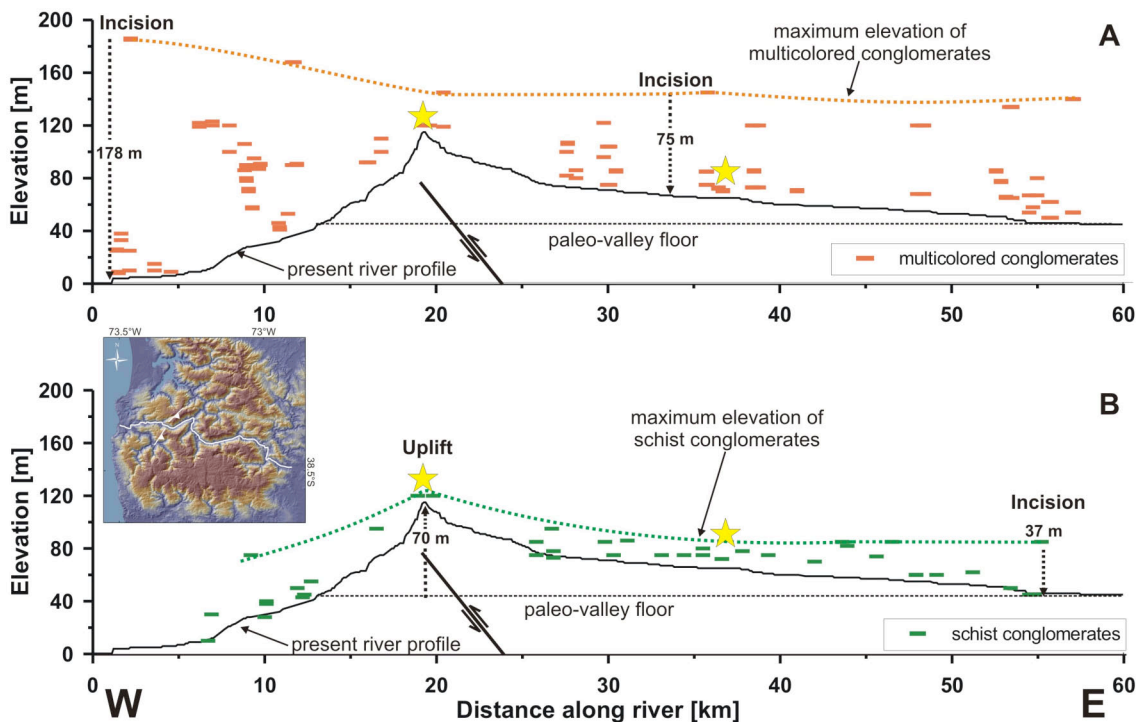 200
160
120
80
40
0
Elevation [m]
Incision
178 m
maximum elevation of
multicolored conglomerates
A
Incision
75 m
paleo-valley floor
present river profile
multicolored conglomerates
0 10 20 30 40 50 60
73.5°W 73°W
38.5°S
200
160
120
80
40
0
Elevation [m]
B
maximum elevation of
schist conglomerates
Uplift
70 m
Incision
37 m
paleo-valley floor
present river profile
schist conglomerates
0 10 20 30 40 50 60
W Distance along river [km] E